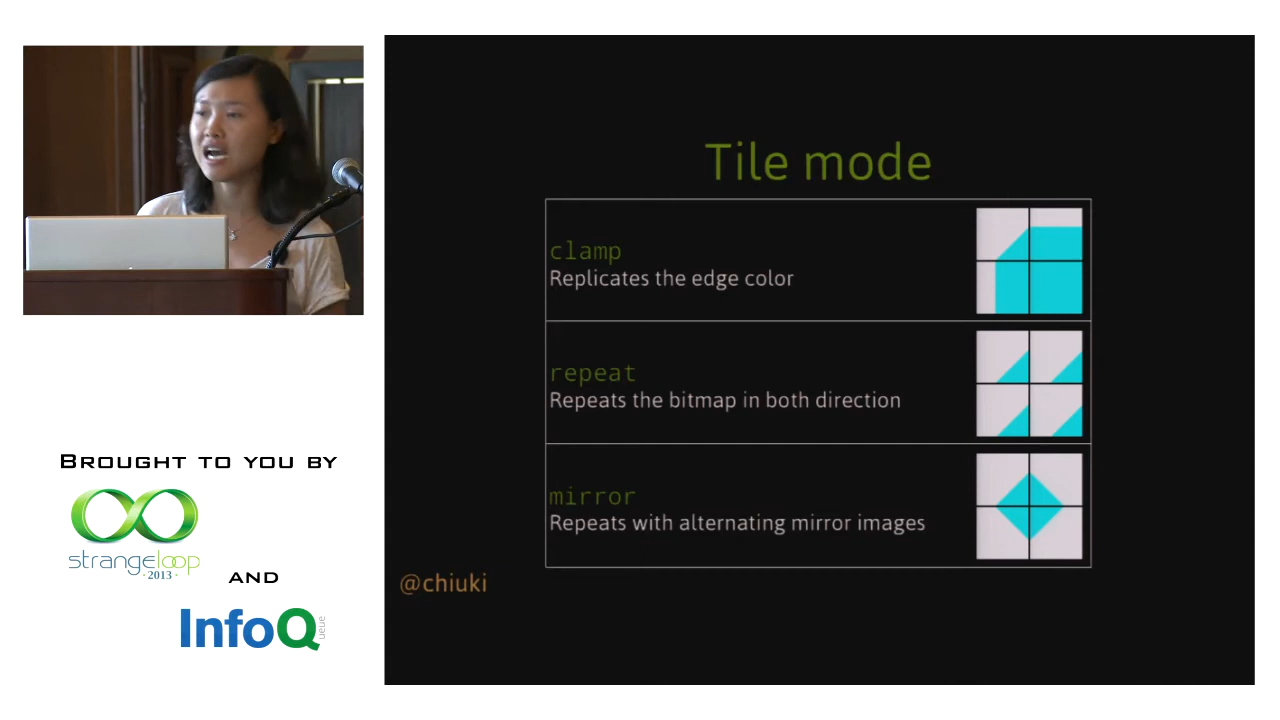 Tile mode
clamp
Replicates the edge color
repeat
Repeats the bitmap in both direction
mirror
Repeats with alternating mirror images
@chiuki
BROUGHT TO YOU BY
strangeloop
·2013·
AND
InfoQ
ueue